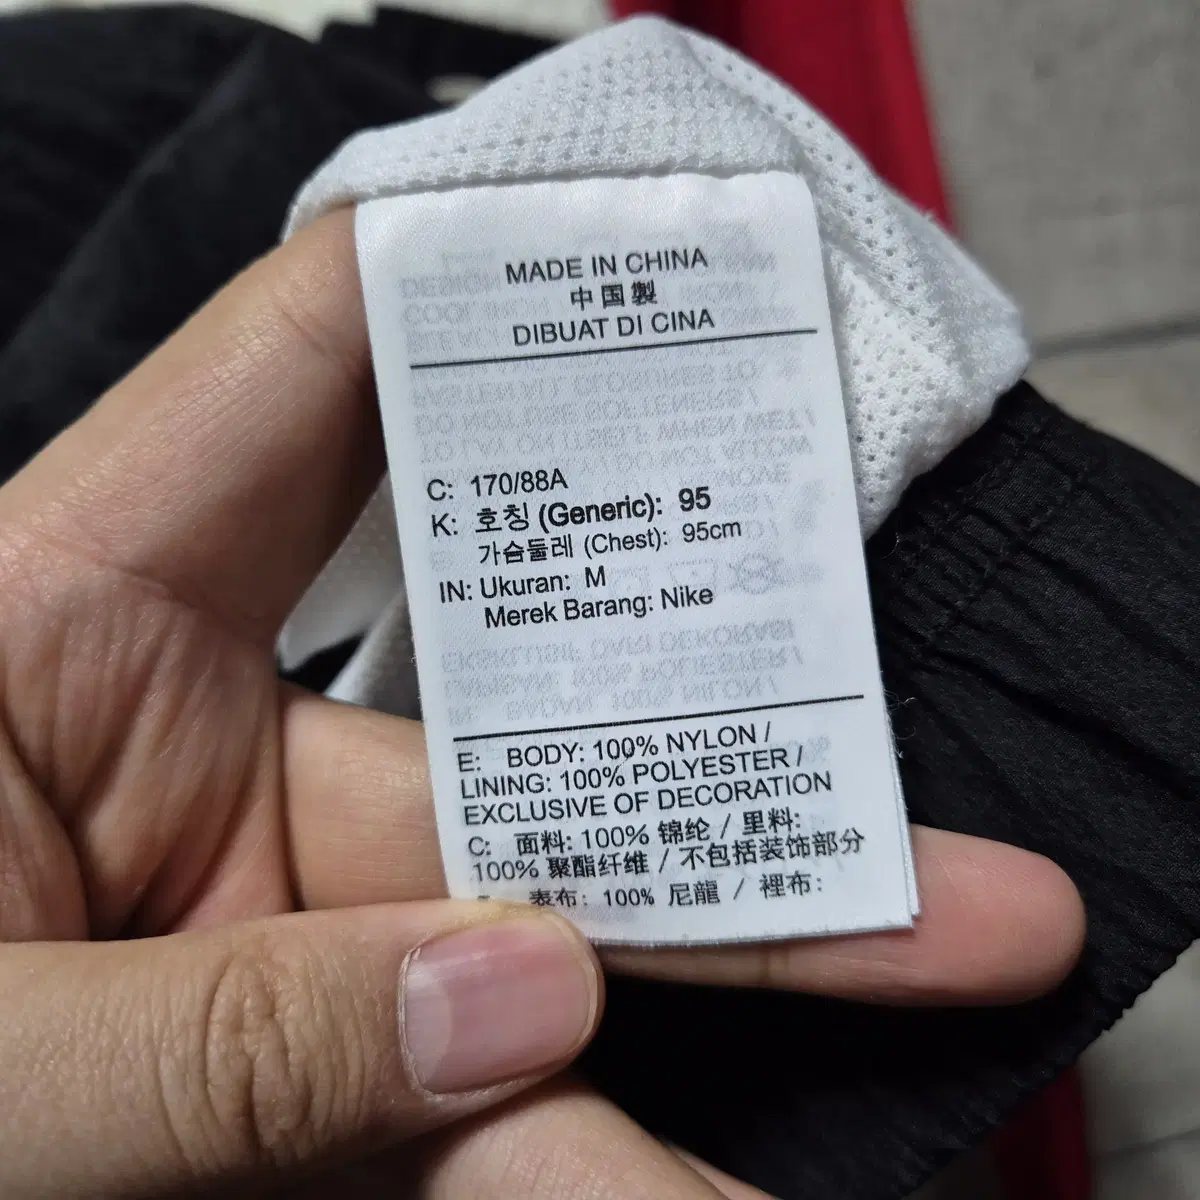 MADE IN CHINA
中国製
DIBUAT DI CINA
C: 170/88A
K: 호칭 (Generic): 95
가슴둘레 (Chest): 95cm
IN: Ukuran: M
Merek Barang: Nike
E: BODY: 100% NYLON /
LINING: 100% POLYESTER /
EXCLUSIVE OF DECORATION
C: 面料: 100% 锦纶 / 里料:
100% 聚酯纤维 / 不包括装饰部分
表布: 100% 尼龍 / 裡布: